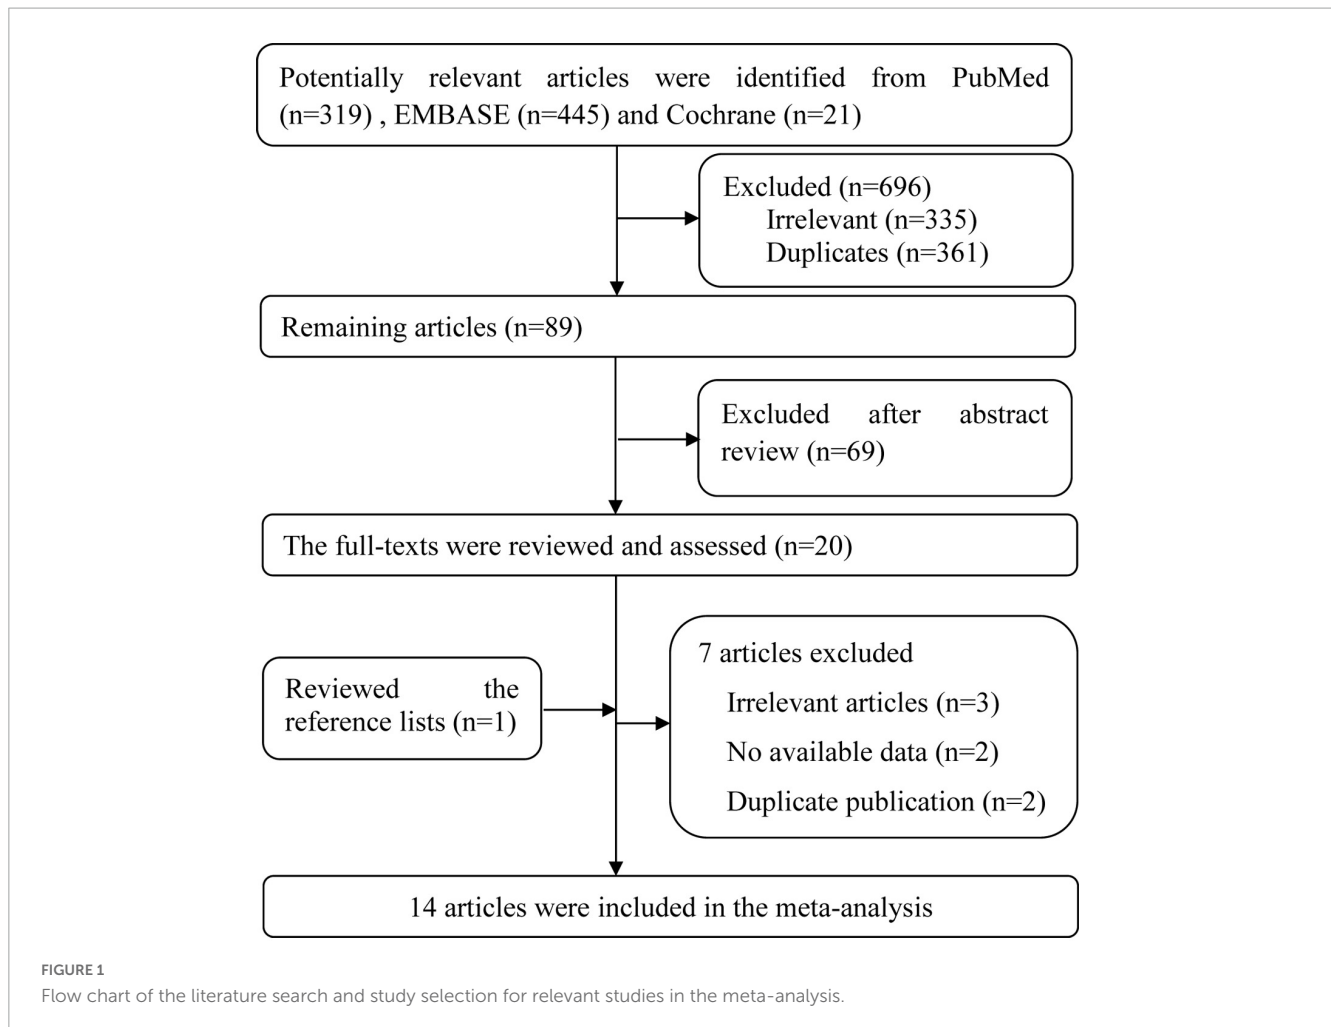 Potentially relevant articles were identified from PubMed
(n=319) , EMBASE (n=445) and Cochrane (n=21)
Excluded (n=696)
Irrelevant (n=335)
Duplicates (n=361)
Remaining articles (n=89)
Excluded after abstract
review (n=69)
The full-texts were reviewed and assessed (n=20)
Reviewed the
reference lists (n=1)
7 articles excluded
Irrelevant articles (n=3)
No available data (n=2)
Duplicate publication (n=2)
14 articles were included in the meta-analysis
FIGURE 1
Flow chart of the literature search and study selection for relevant studies in the meta-analysis.